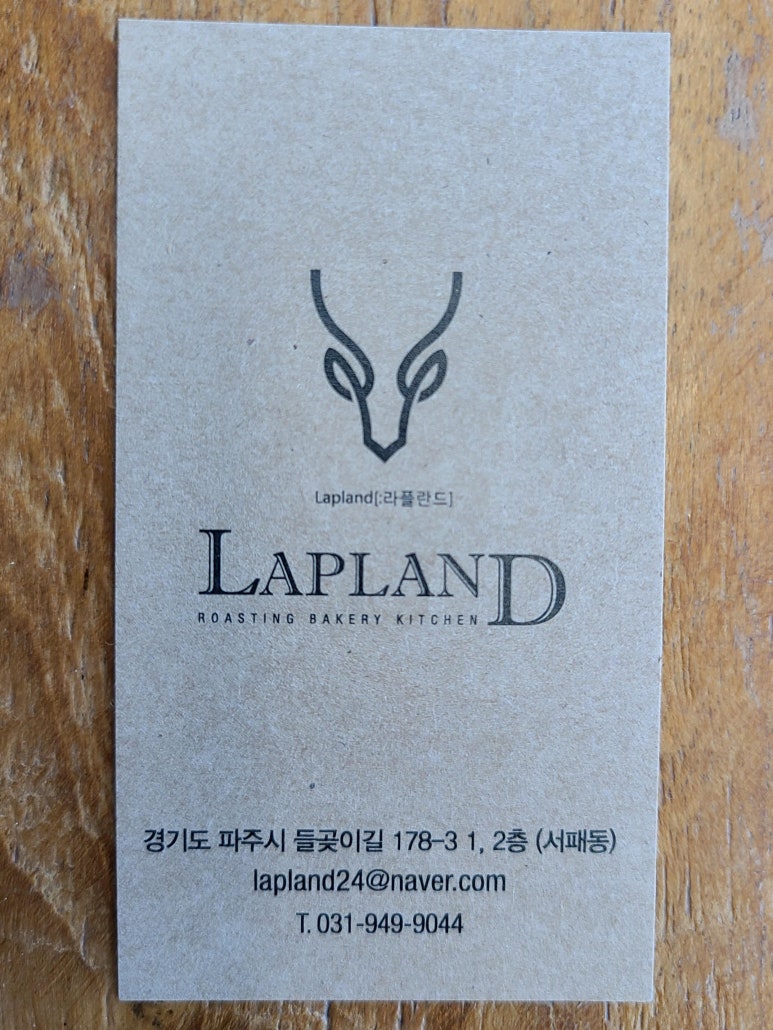 Lapland[:라플란드]
LAPLAND
ROASTING BAKERY KITCHEN
경기도 파주시 들곶이길 178-3 1, 2층 (서패동)
lapland24@naver.com
T. 031-949-9044